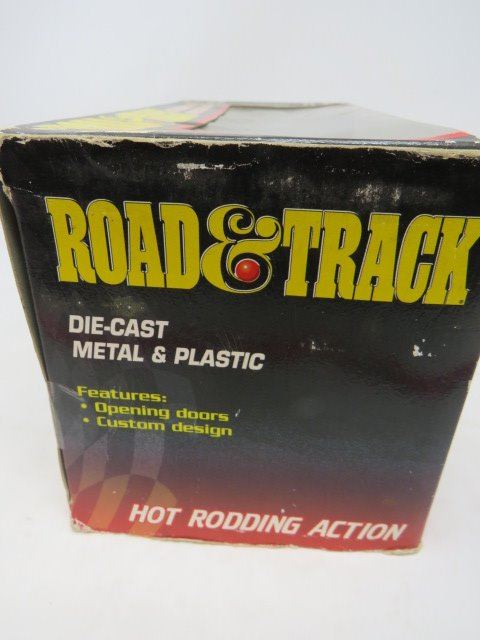 ROAD & TRACK
DIE-CAST
METAL & PLASTIC
Features:
• Opening doors
• Custom design
HOT RODDING ACTION